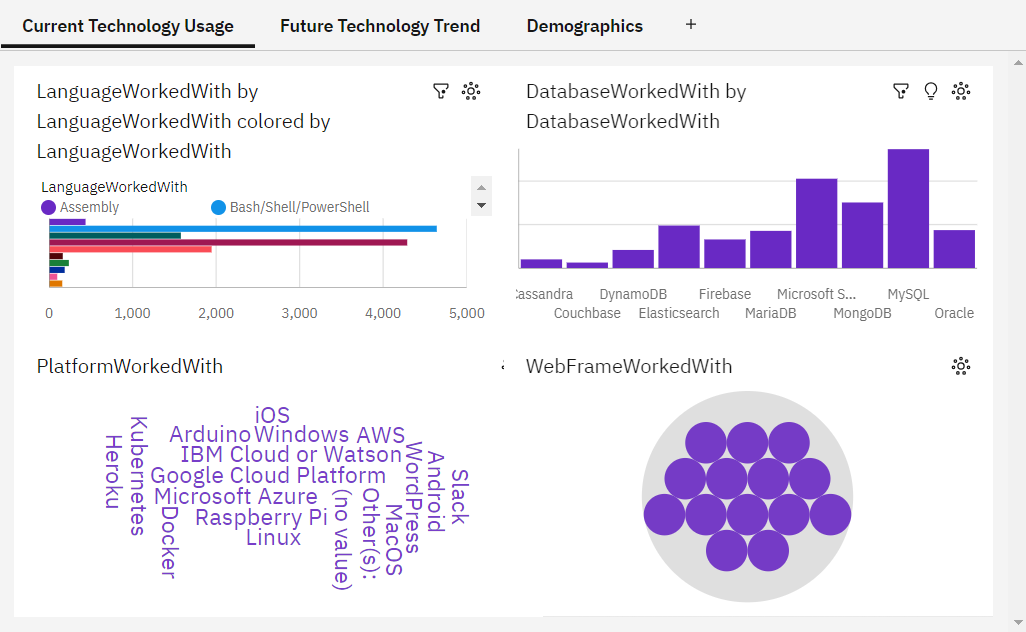 Current Technology Usage
Future Technology Trend
Demographics
+
LanguageWorkedWith by
LanguageWorkedWith colored by
LanguageWorkedWith
LanguageWorkedWith
Assembly
Bash/Shell/PowerShell
0 1,000 2,000 3,000 4,000 5,000
DatabaseWorkedWith by
DatabaseWorkedWith
assandra DynamoDB Firebase Microsoft S... MySQL
Couchbase Elasticsearch MariaDB MongoDB Oracle
PlatformWorkedWith
iOS
Arduino Windows AWS
IBM Cloud or Watson
Google Cloud Platform
Microsoft Azure
Raspberry Pi
Linux
Heroku
Kubernetes
Docker
(no value)
Other(s):
MacOS
WordPress
Android
Slack
WebFrameWorkedWith